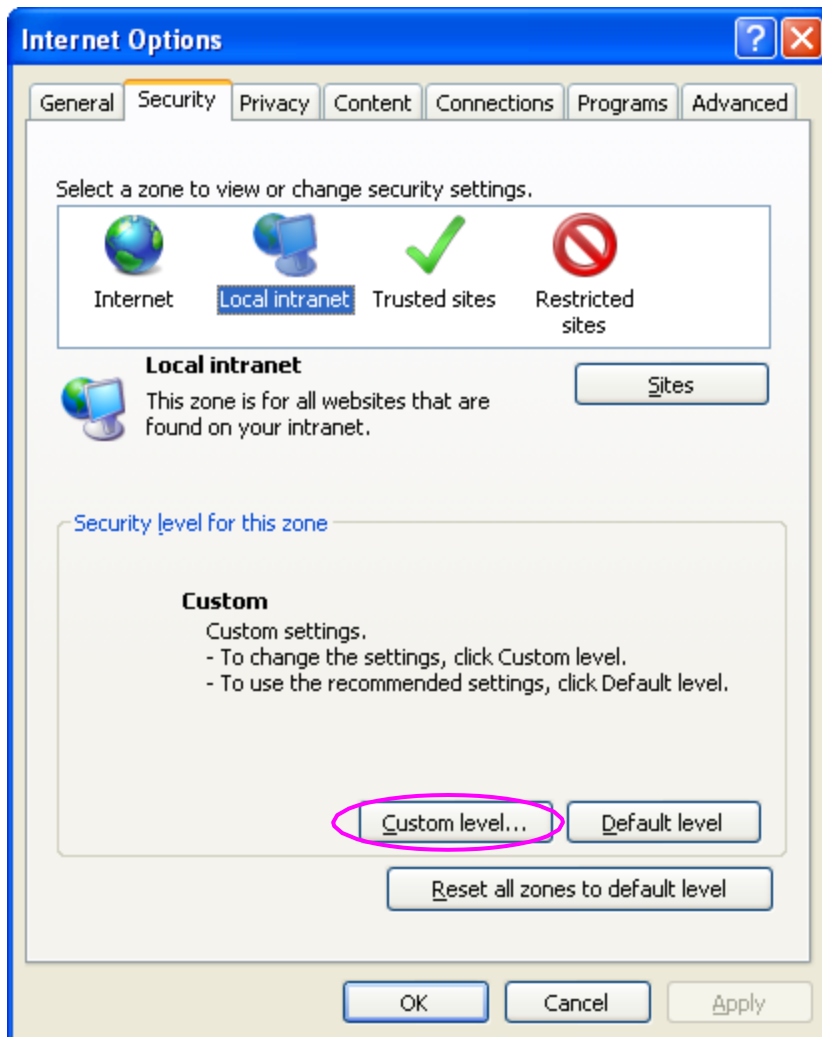 Internet Options
General Security Privacy Content Connections Programs Advanced
Select a zone to view or change security settings.
Internet Local intranet Trusted sites Restricted sites
Local intranet
Sites
This zone is for all websites that are
found on your intranet.
Security level for this zone
Custom
Custom settings.
- To change the settings, click Custom level.
- To use the recommended settings, click Default level.
Custom level... Default level
Reset all zones to default level
OK Cancel Apply